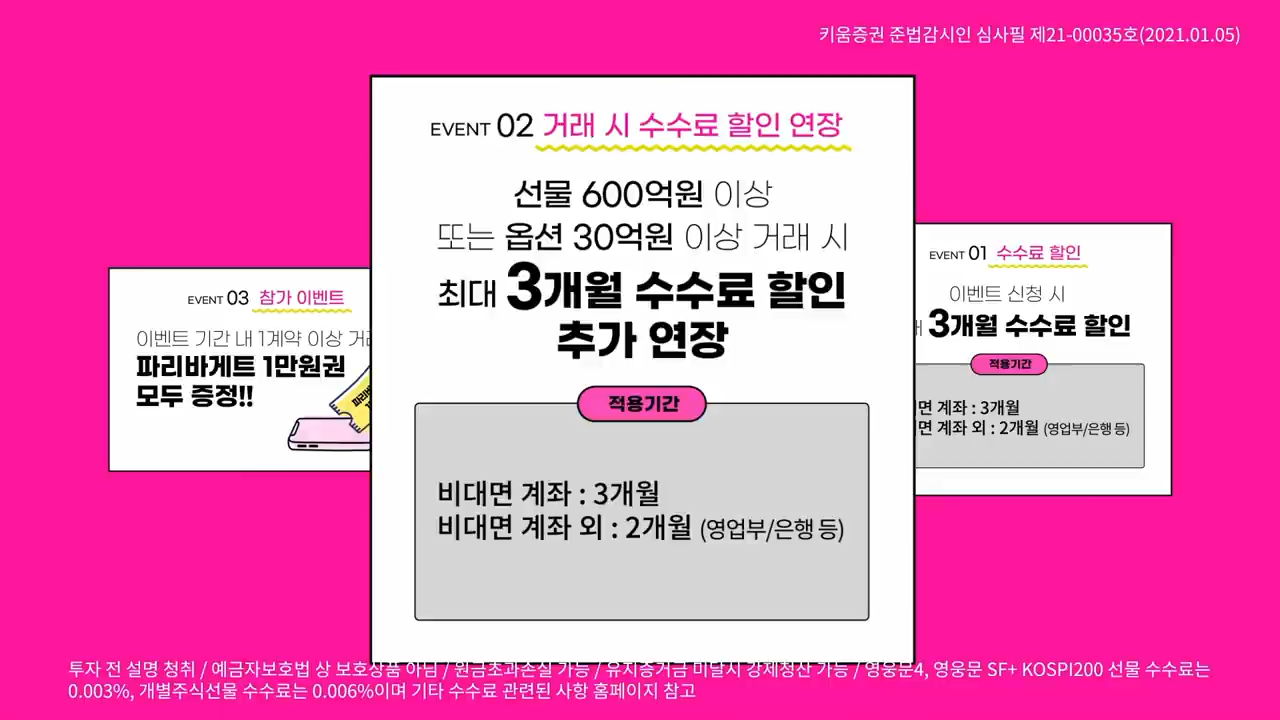 키움증권 준법감시인 심사필 제21-00035호(2021.01.05)
EVENT 02 거래 시 수수료 할인 연장
선물 600억원 이상
또는 옵션 30억원 이상 거래 시
최대 3개월 수수료 할인
추가 연장
적용기간
비대면 계좌 : 3개월
비대면 계좌 외 : 2개월 (영업부/은행 등)
EVENT 03 참가 이벤트
이벤트 기간 내 1계약 이상
파리바게트 1만원권
모두 증정!!
EVENT 01 수수료 할인
이벤트 신청 시
3개월 수수료 할인
적용기간
면 계좌 : 3개월
면 계좌 외 : 2개월 (영업부/은행 등)
투자 전 설명 청취 / 예금자보호법 상 보호상품 아님 / 원금초과손실 가능 / 유지증거금 미달시 강제청산 가능 / 영웅문4, 영웅문 SF+ KOSPI200 선물 수수료는
0.003%, 개별주식선물 수수료는 0.006%이며 기타 수수료 관련된 사항 홈페이지 참고